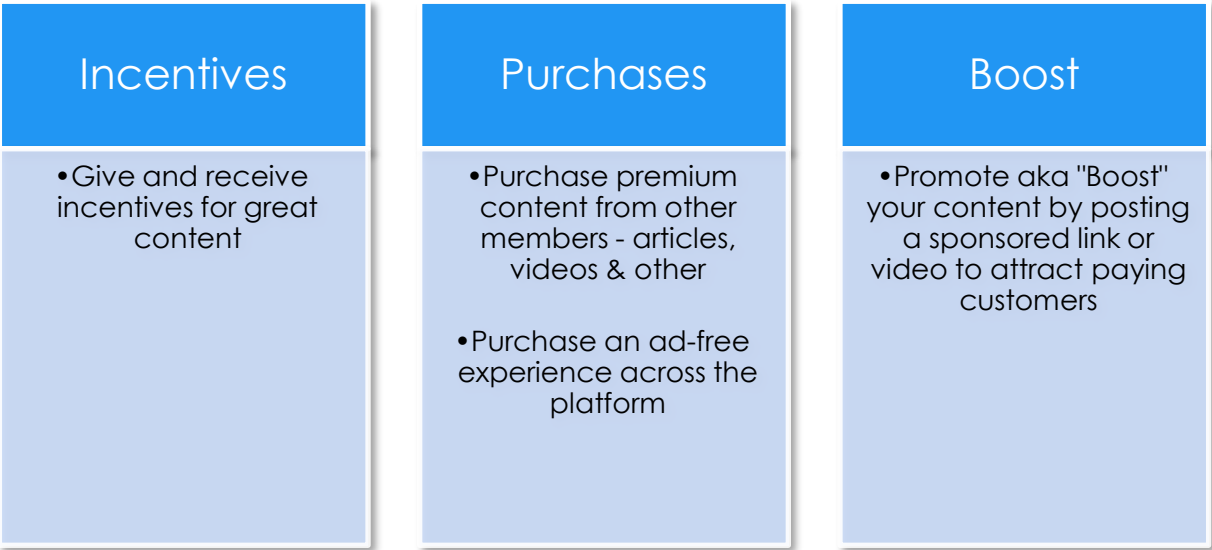 Incentives
•Give and receive
incentives for great
content
Purchases
•Purchase premium
content from other
members - articles,
videos & other
•Purchase an ad-free
experience across the
platform
Boost
•Promote aka "Boost"
your content by posting
a sponsored link or
video to attract paying
customers